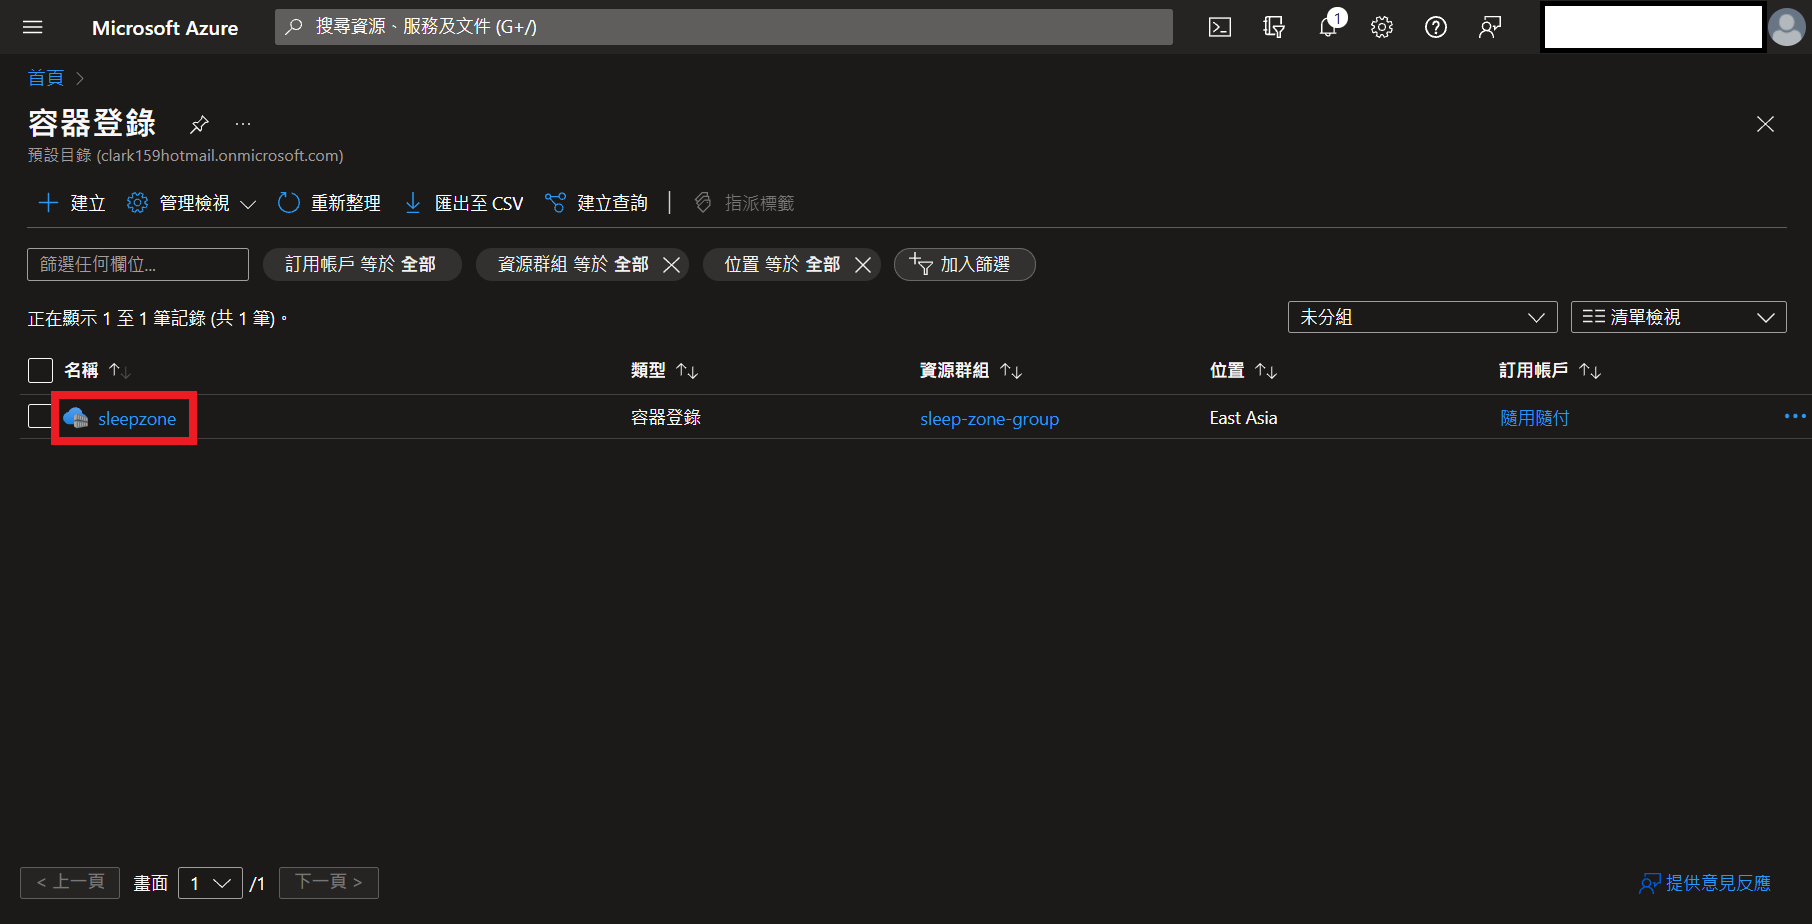 Microsoft Azure
搜尋資源、服務及文件 (G+/)
1
首頁 >
容器登錄
預設目錄 (clark159hotmail.onmicrosoft.com)
建立 管理檢視 重新整理 匯出至 CSV 建立查詢 指派標籤
篩選任何欄位... 訂用帳戶 等於 全部 資源群組 等於 全部 位置 等於 全部 加入篩選
正在顯示 1 至 1 筆記錄 (共 1 筆)。
未分組 清單檢視
名稱 類型 資源群組 位置 訂用帳戶
sleepzone 容器登錄 sleep-zone-group East Asia 隨用隨付
< 上一頁 畫面 1 /1 下一頁 >
提供意見反應